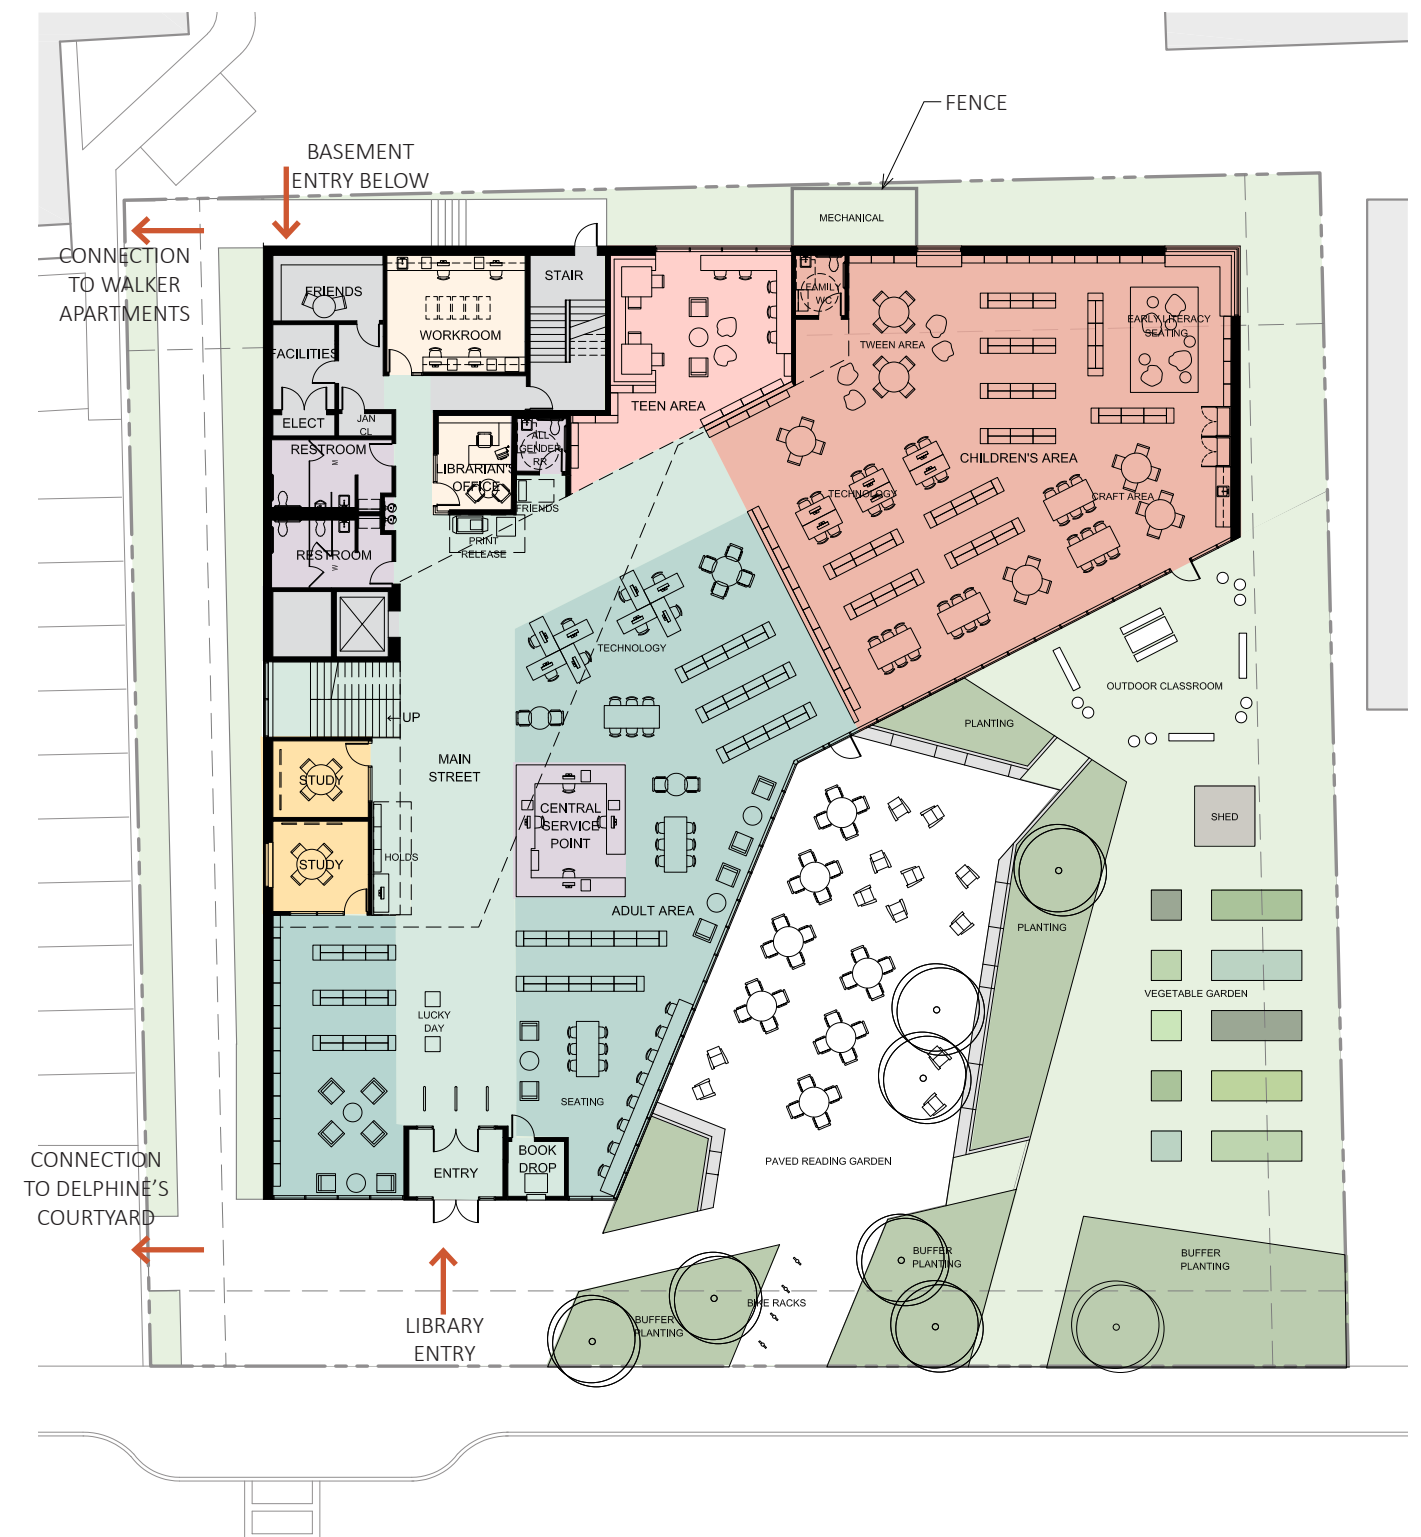 FENCE
BASEMENT
ENTRY BELOW
MECHANICAL
CONNECTION
TO WALKER
APARTMENTS
STAIR
FRIENDS
FAMILY
WC
WORKROOM
EARLY LITERACY
SEATING
TWEEN AREA
FACILITIES
TEEN AREA
ELECT
JAN
CL
RESTROOM
M
ALL
GENDER
RR
LIBRARIAN'S
OFFICE
CHILDREN'S AREA
TECHNOLOGY
CRAFT AREA
FRIENDS
PRINT
RELEASE
RESTROOM
W
TECHNOLOGY
OUTDOOR CLASSROOM
UP
PLANTING
MAIN
STREET
STUDY
CENTRAL
SERVICE
POINT
SHED
HOLDS
STUDY
ADULT AREA
PLANTING
VEGETABLE GARDEN
LUCKY
DAY
SEATING
CONNECTION
TO DELPHINE'S
COURTYARD
ENTRY
BOOK
DROP
PAVED READING GARDEN
BUFFER
PLANTING
BUFFER
PLANTING
BIKE RACKS
BUFFER
PLANTING
LIBRARY
ENTRY